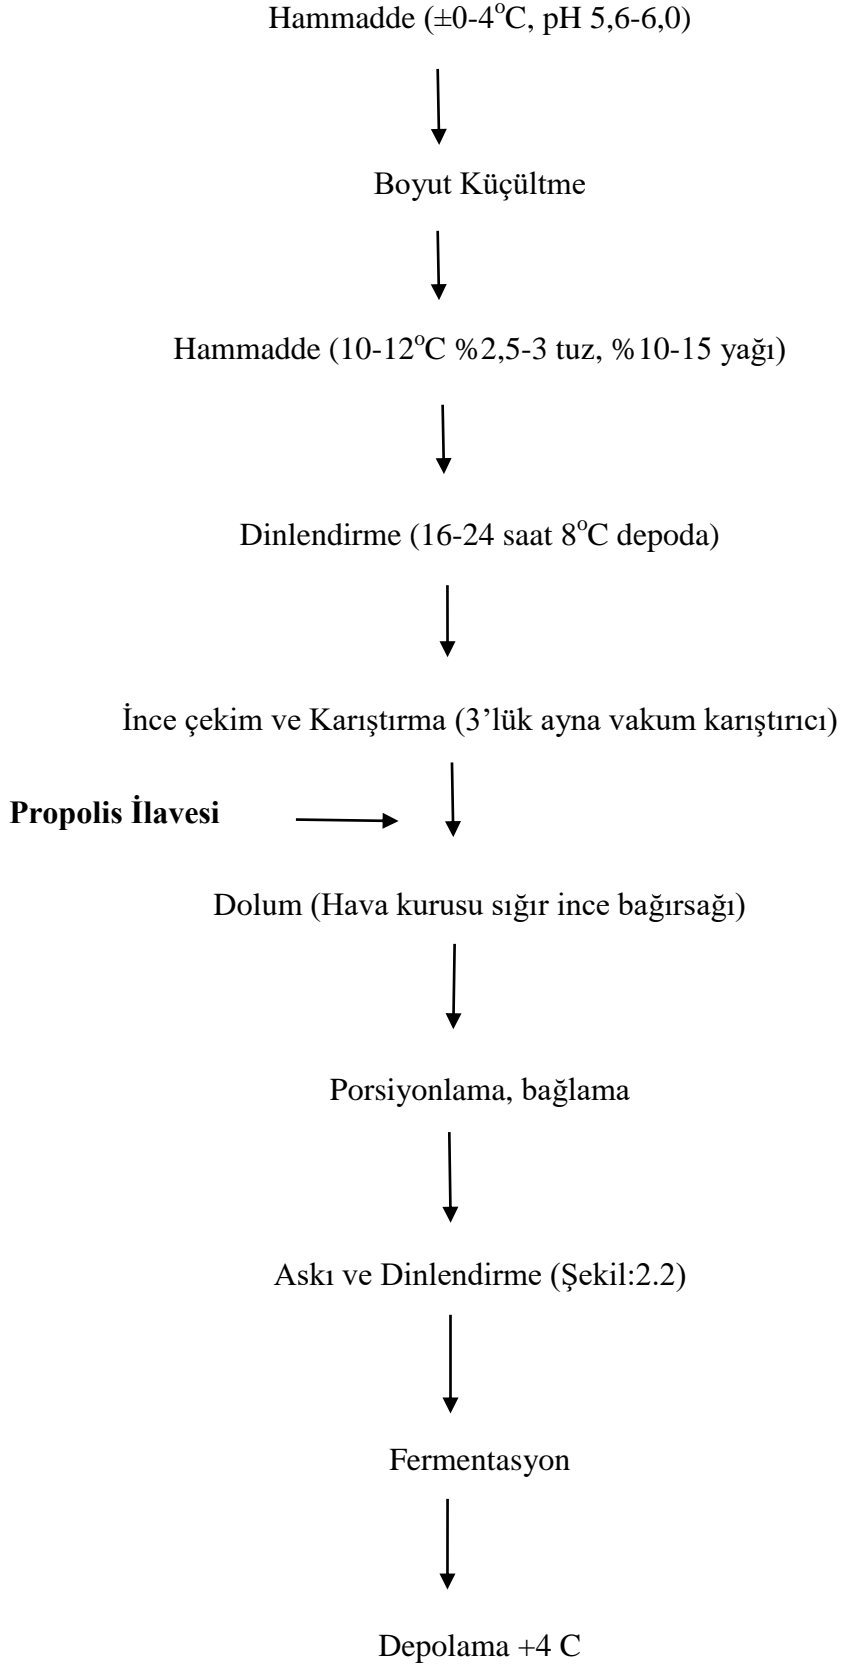 Hammadde (±0-4°C, pH 5,6-6,0)
Boyut Küçültme
Hammadde (10-12°C %2,5-3 tuz, %10-15 yağı)
Dinlendirme (16-24 saat 8°C depoda)
İnce çekim ve Karıştırma (3’lük ayna vakum karıştırıcı)
Propolis İlavesi
Dolum (Hava kurusu sığır ince bağırsağı)
Porsiyonlama, bağlama
Askı ve Dinlendirme (Şekil:2.2)
Fermentasyon
Depolama +4 C